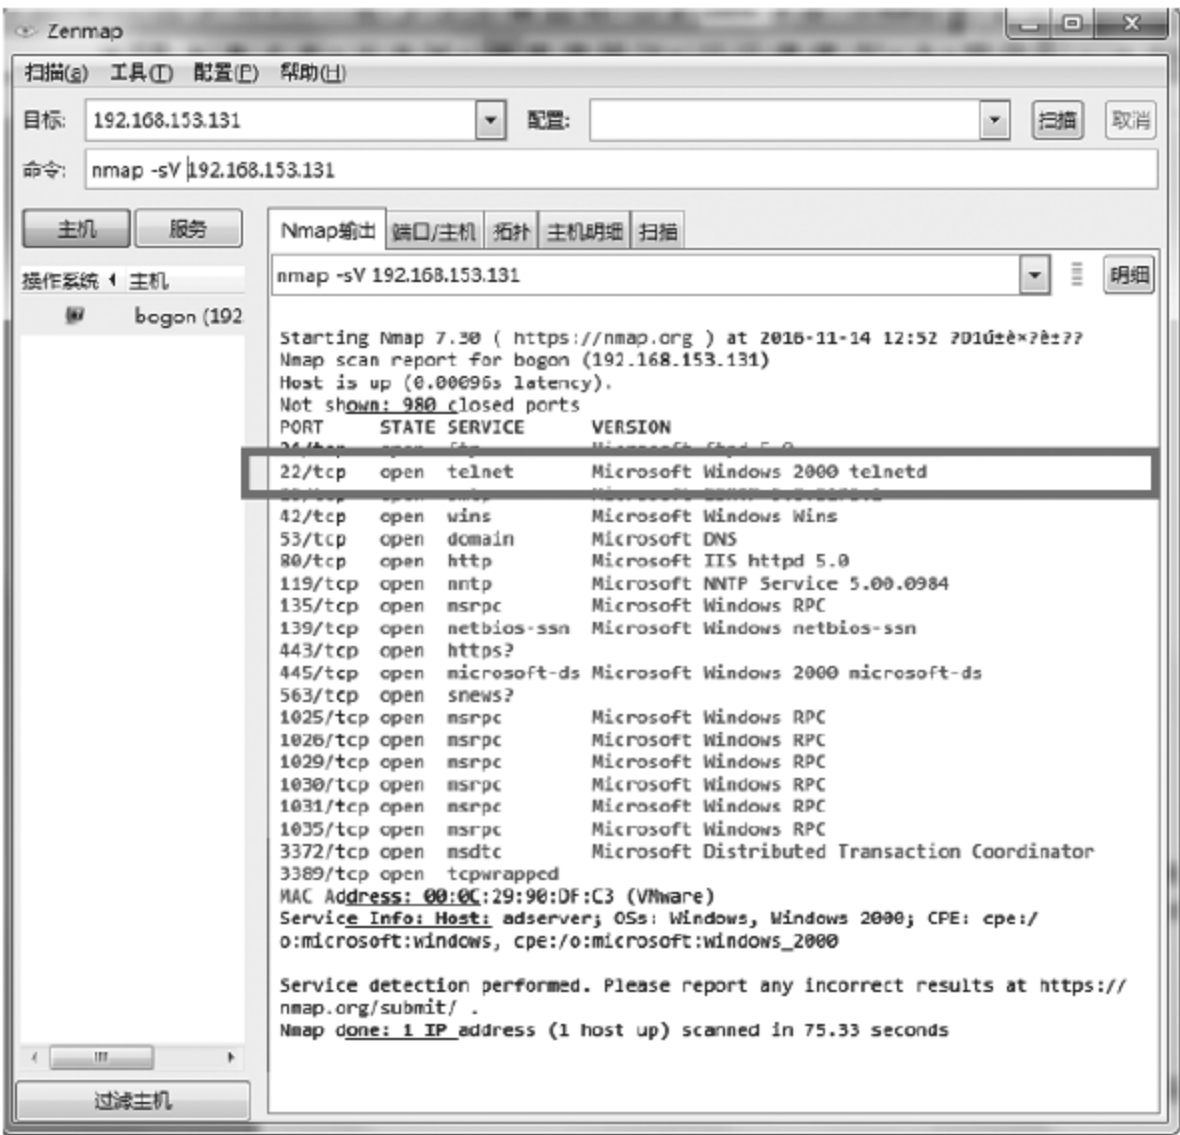 Zenmap
扫描(g) 工具(T) 配置(P) 帮助(H)
目标: 192.168.153.131 配置: 扫描 取消
命令: nmap -sV 192.168.153.131
主机 服务
Nmap输出 端口/主机 拓扑 主机明细 扫描
操作系统 主机
nmap -sV 192.168.153.131 明细
bogon (192
Starting Nmap 7.30 ( https://nmap.org ) at 2016-11-14 12:52 ?D1ú±ê×?ê±??
Nmap scan report for bogon (192.168.153.131)
Host is up (0.00096s latency).
Not shown: 980 closed ports
PORT STATE SERVICE VERSION
21/tcp open ftp Microsoft ftpd 5.0
22/tcp open telnet Microsoft Windows 2000 telnetd
42/tcp open wins Microsoft Windows Wins
53/tcp open domain Microsoft DNS
80/tcp open http Microsoft IIS httpd 5.0
119/tcp open nntp Microsoft NNTP Service 5.00.0984
135/tcp open msrpc Microsoft Windows RPC
139/tcp open netbios-ssn Microsoft Windows netbios-ssn
443/tcp open https?
445/tcp open microsoft-ds Microsoft Windows 2000 microsoft-ds
563/tcp open snews?
1025/tcp open msrpc Microsoft Windows RPC
1026/tcp open msrpc Microsoft Windows RPC
1029/tcp open msrpc Microsoft Windows RPC
1030/tcp open msrpc Microsoft Windows RPC
1031/tcp open msrpc Microsoft Windows RPC
1035/tcp open msrpc Microsoft Windows RPC
3372/tcp open msdtc Microsoft Distributed Transaction Coordinator
3389/tcp open tcpwrapped
MAC Address: 00:0C:29:90:DF:C3 (VMware)
Service Info: Host: adserver; OSs: Windows, Windows 2000; CPE: cpe:/
o:microsoft:windows, cpe:/o:microsoft:windows_2000
Service detection performed. Please report any incorrect results at https://
nmap.org/submit/ .
Nmap done: 1 IP address (1 host up) scanned in 75.33 seconds
过滤主机